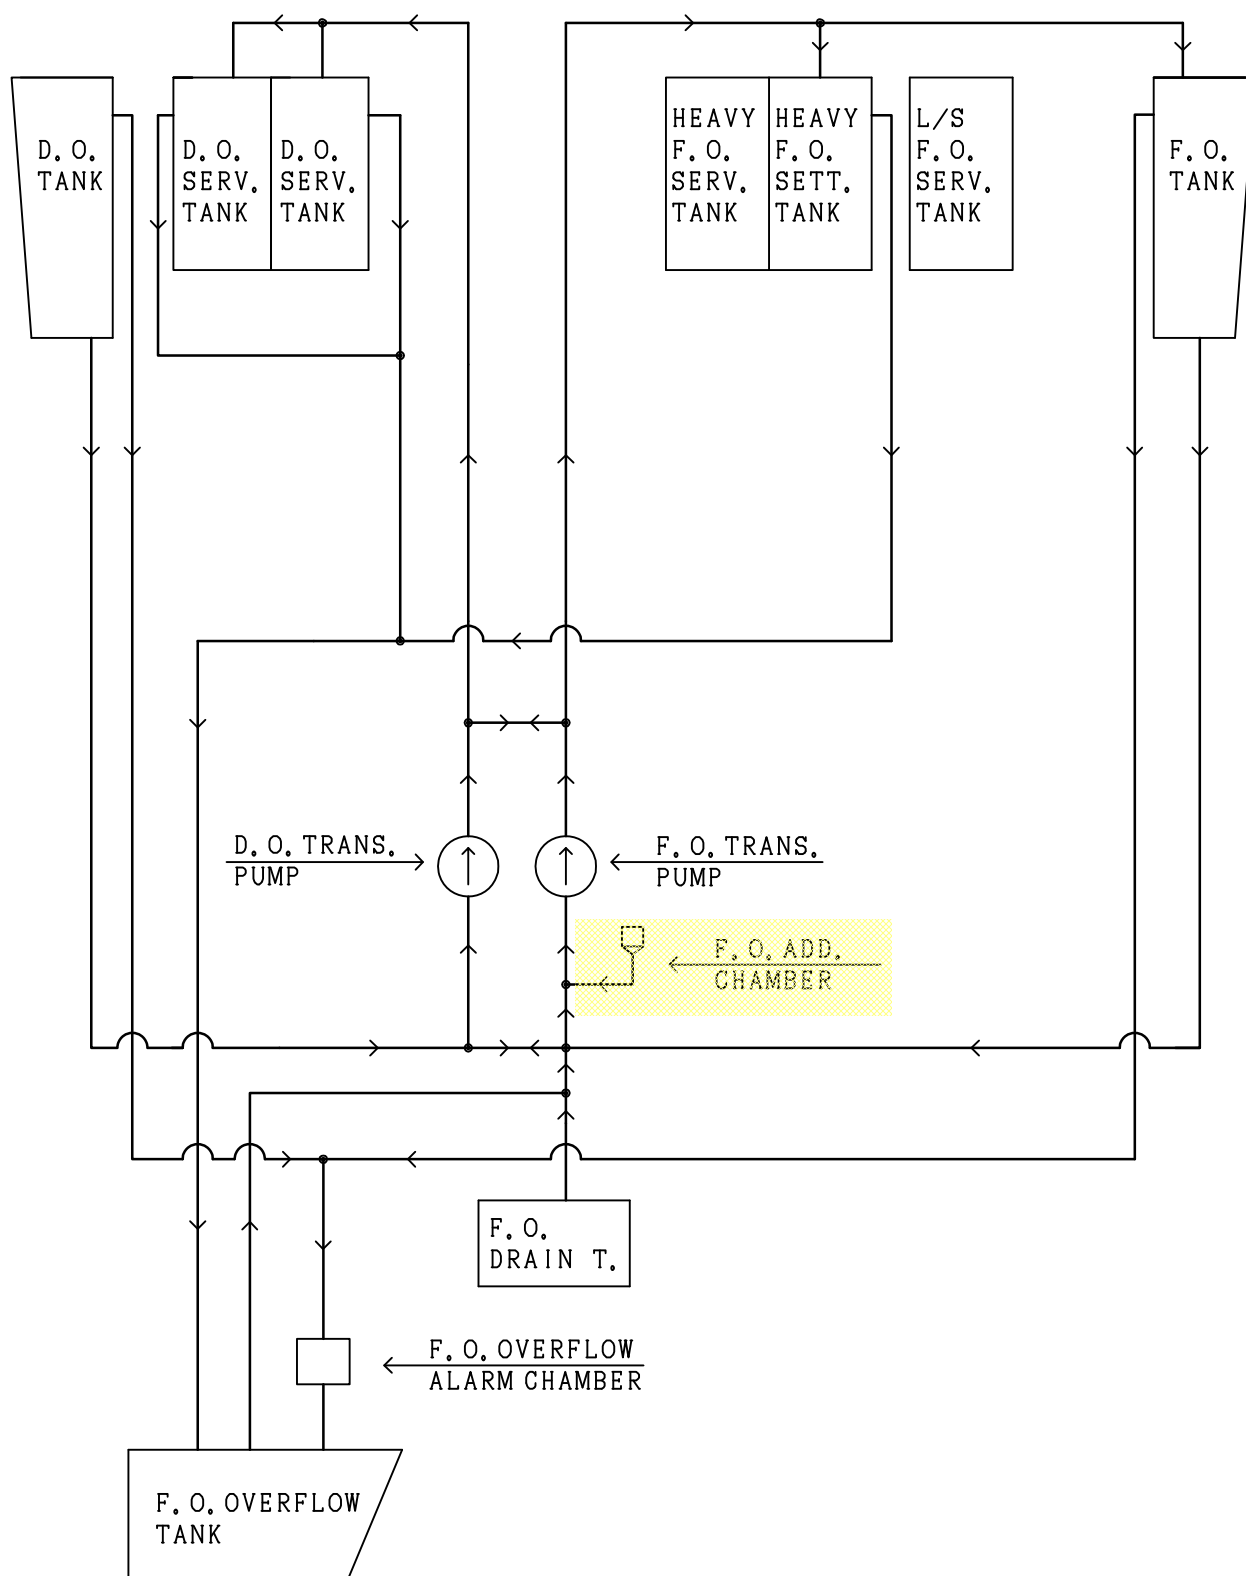 D.O.
TANK
D.O.
SERV.
TANK
D.O.
SERV.
TANK
HEAVY
F.O.
SERV.
TANK
HEAVY
F.O.
SETT.
TANK
L/S
F.O.
SERV.
TANK
F.O.
TANK
D.O. TRANS.
PUMP
F.O. TRANS.
PUMP
F.O. ADD.
CHAMBER
F.O.
DRAIN T.
F.O. OVERFLOW
ALARM CHAMBER
F.O. OVERFLOW
TANK